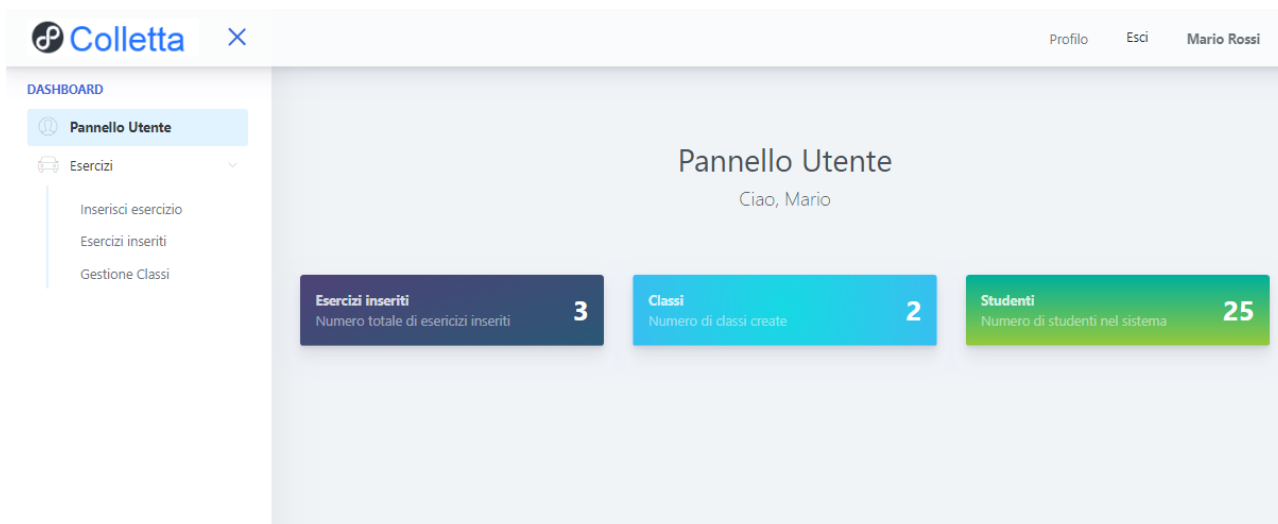 Colletta
Profilo Esci Mario Rossi
DASHBOARD
Pannello Utente
Esercizi
Inserisci esercizio
Esercizi inseriti
Gestione Classi
Pannello Utente
Ciao, Mario
Esercizi inseriti
Numero totale di esericizi inseriti
3
Classi
Numero di classi create
2
Studenti
Numero di studenti nel sistema
25